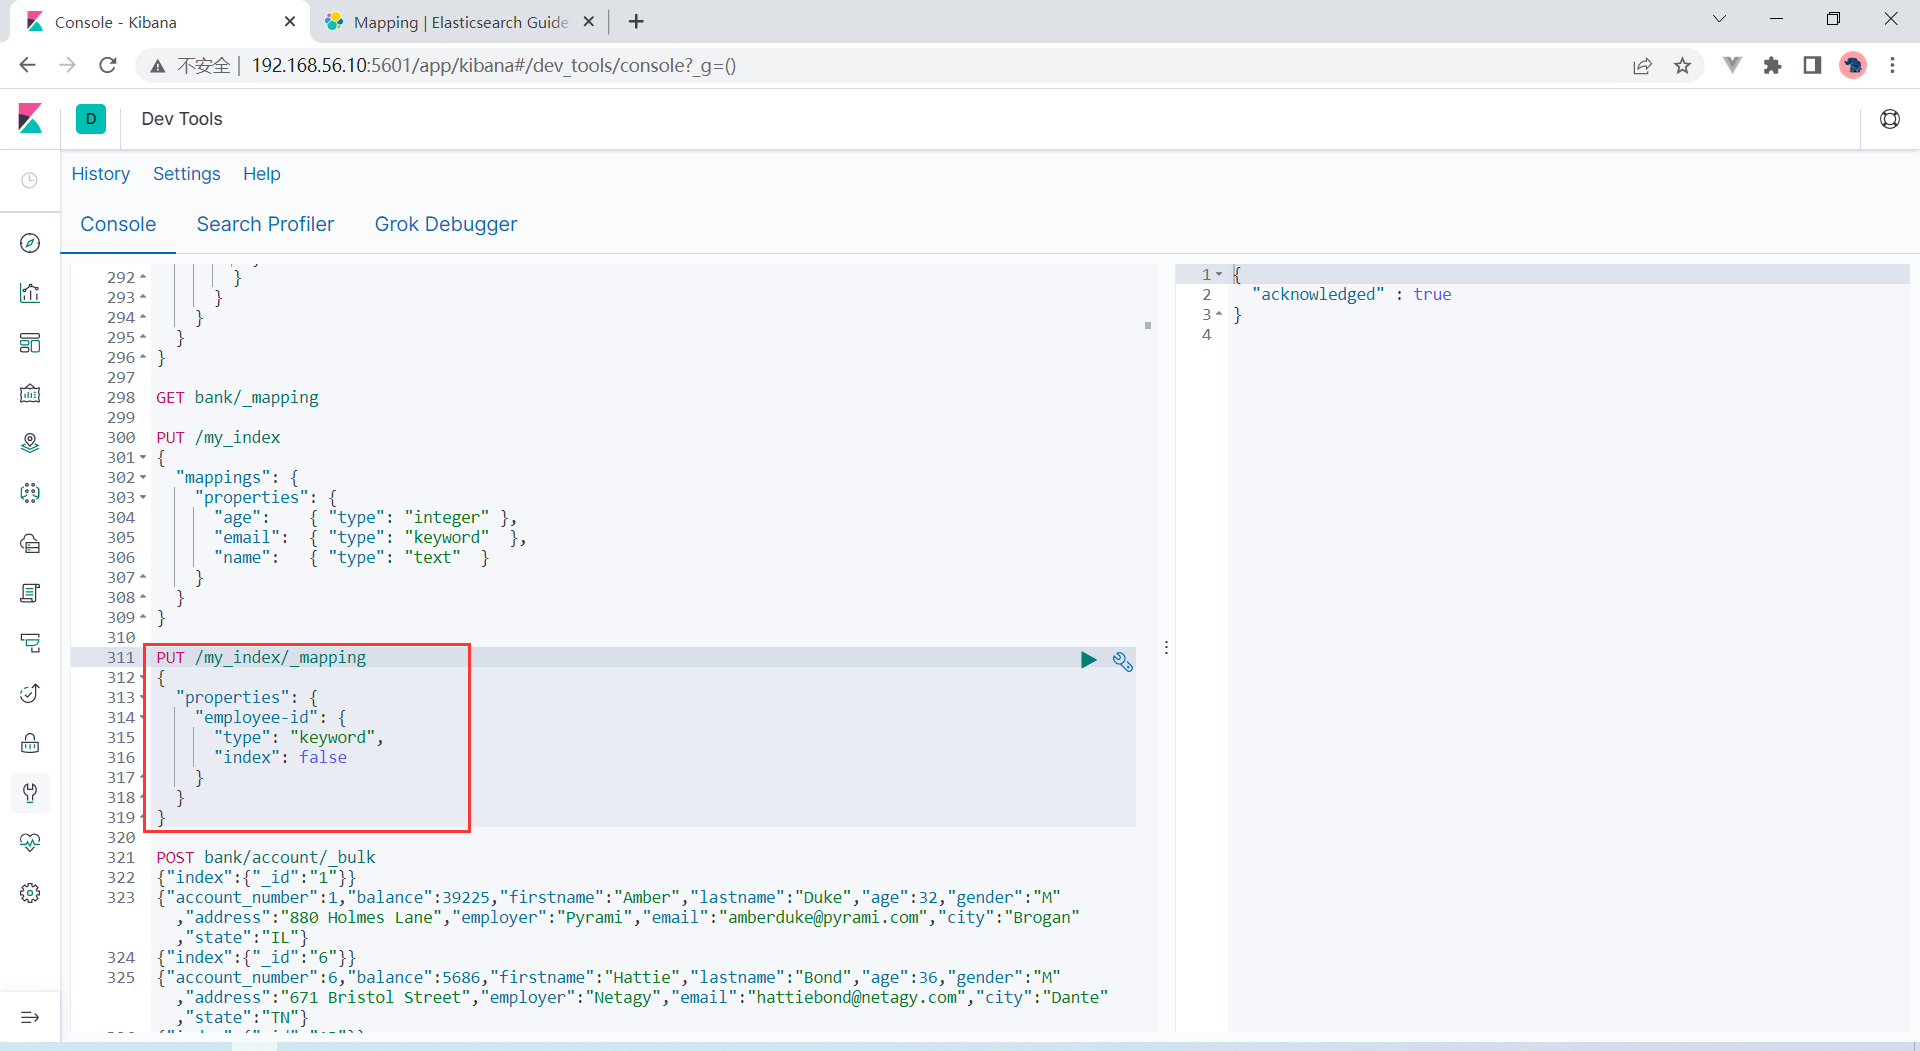 Console - Kibana
Mapping | Elasticsearch Guide
不安全 | 192.168.56.10:5601/app/kibana#/dev_tools/console?_g=()
D
Dev Tools
History Settings Help
Console Search Profiler Grok Debugger
292 }
293 }
294 }
295 }
296 }
297
298 GET bank/_mapping
299
300 PUT /my_index
301 {
302 "mappings": {
303 "properties": {
304 "age": { "type": "integer" },
305 "email": { "type": "keyword" },
306 "name": { "type": "text" }
307 }
308 }
309 }
310
311 PUT /my_index/_mapping
312 {
313 "properties": {
314 "employee-id": {
315 "type": "keyword",
316 "index": false
317 }
318 }
319 }
320
321 POST bank/account/_bulk
322 {"index":{"_id":"1"}}
323 {"account_number":1,"balance":39225,"firstname":"Amber","lastname":"Duke","age":32,"gender":"M"
,"address":"880 Holmes Lane","employer":"Pyrami","email":"amberduke@pyrami.com","city":"Brogan"
,"state":"IL"}
324 {"index":{"_id":"6"}}
325 {"account_number":6,"balance":5686,"firstname":"Hattie","lastname":"Bond","age":36,"gender":"M"
,"address":"671 Bristol Street","employer":"Netagy","email":"hattiebond@netagy.com","city":"Dante"
,"state":"TN"}
1 {
2 "acknowledged" : true
3 }
4